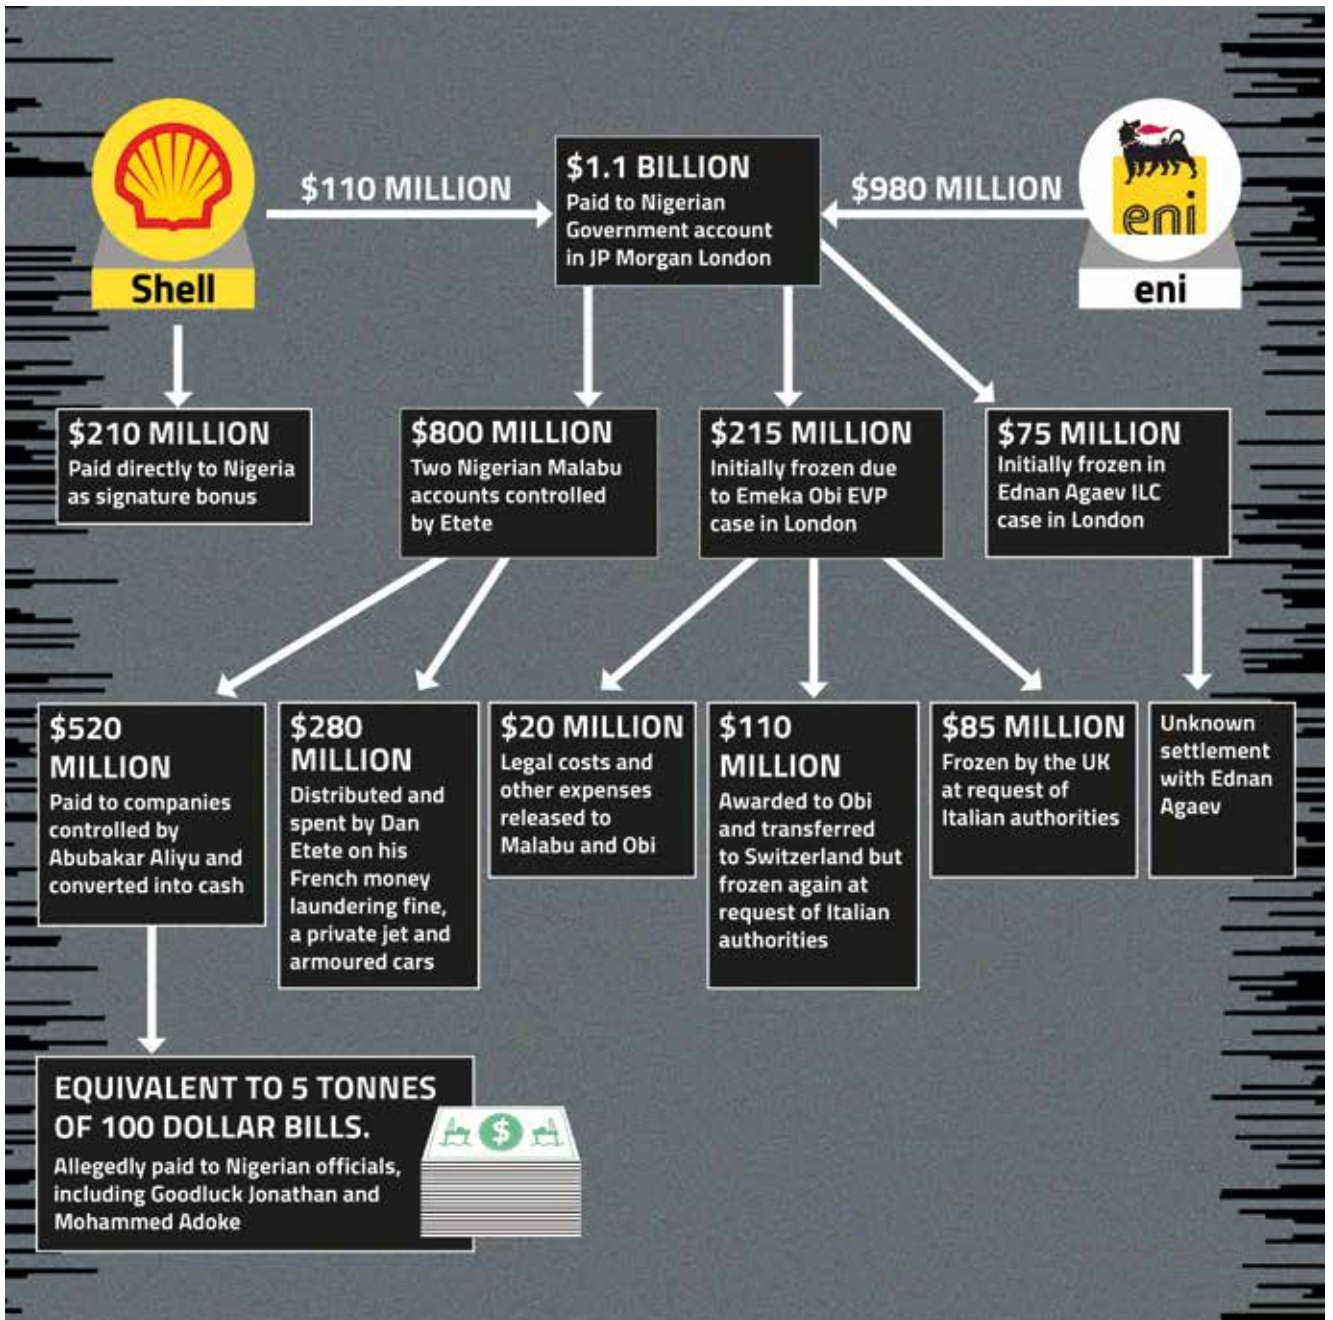 $110 MILLION
$1.1 BILLION
Paid to Nigerian
Government account
in JP Morgan London
$980 MILLION
eni
Shell
eni
$210 MILLION
Paid directly to Nigeria
as signature bonus
$800 MILLION
Two Nigerian Malabu
accounts controlled
by Etete
$215 MILLION
Initially frozen due
to Emeka Obi EVP
case in London
$75 MILLION
Initially frozen in
Ednan Agaev ILC
case in London
$520
MILLION
Paid to companies
controlled by
Abubakar Aliyu and
converted into cash
$280
MILLION
Distributed and
spent by Dan
Etete on his
French money
laundering fine,
a private jet and
armoured cars
$20 MILLION
Legal costs and
other expenses
released to
Malabu and Obi
$110
MILLION
Awarded to Obi
and transferred
to Switzerland but
frozen again at
request of Italian
authorities
$85 MILLION
Frozen by the UK
at request of
Italian authorities
Unknown
settlement
with Ednan
Agaev
EQUIVALENT TO 5 TONNES
OF 100 DOLLAR BILLS.
Allegedly paid to Nigerian officials,
including Goodluck Jonathan and
Mohammed Adoke
$